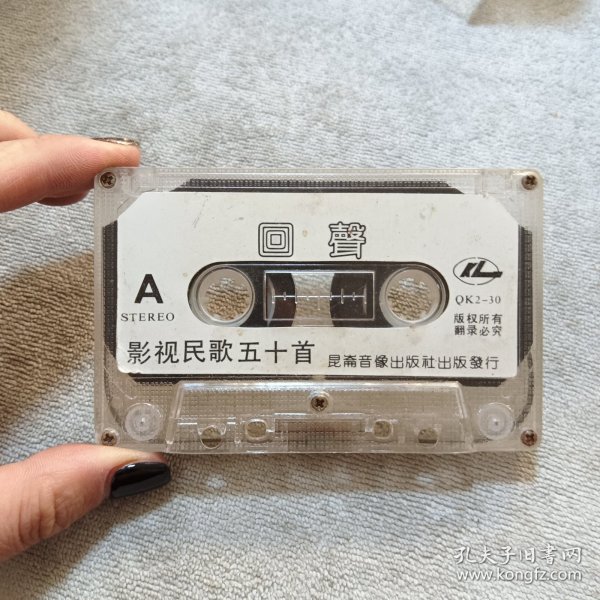 回聲
A
STEREO
QK2-30
版权所有
翻录必究
影视民歌五十首
昆崙音像出版社出版發行
孔夫子旧书网
www.kongfz.com